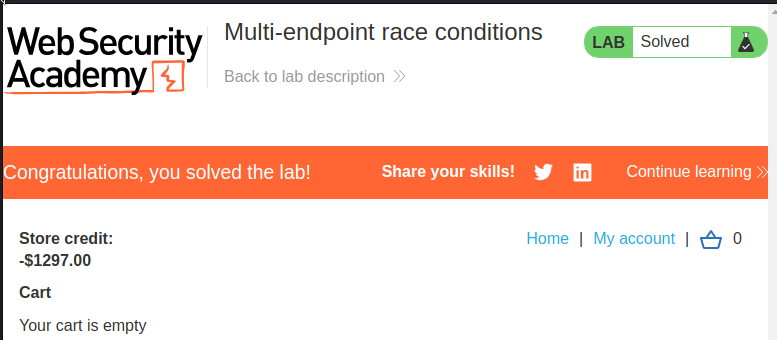 Web Security
Academy
Multi-endpoint race conditions
Back to lab description
LAB Solved
Congratulations, you solved the lab!
Share your skills!
Continue learning
Store credit:
-$1297.00
Home | My account | 0
Cart
Your cart is empty